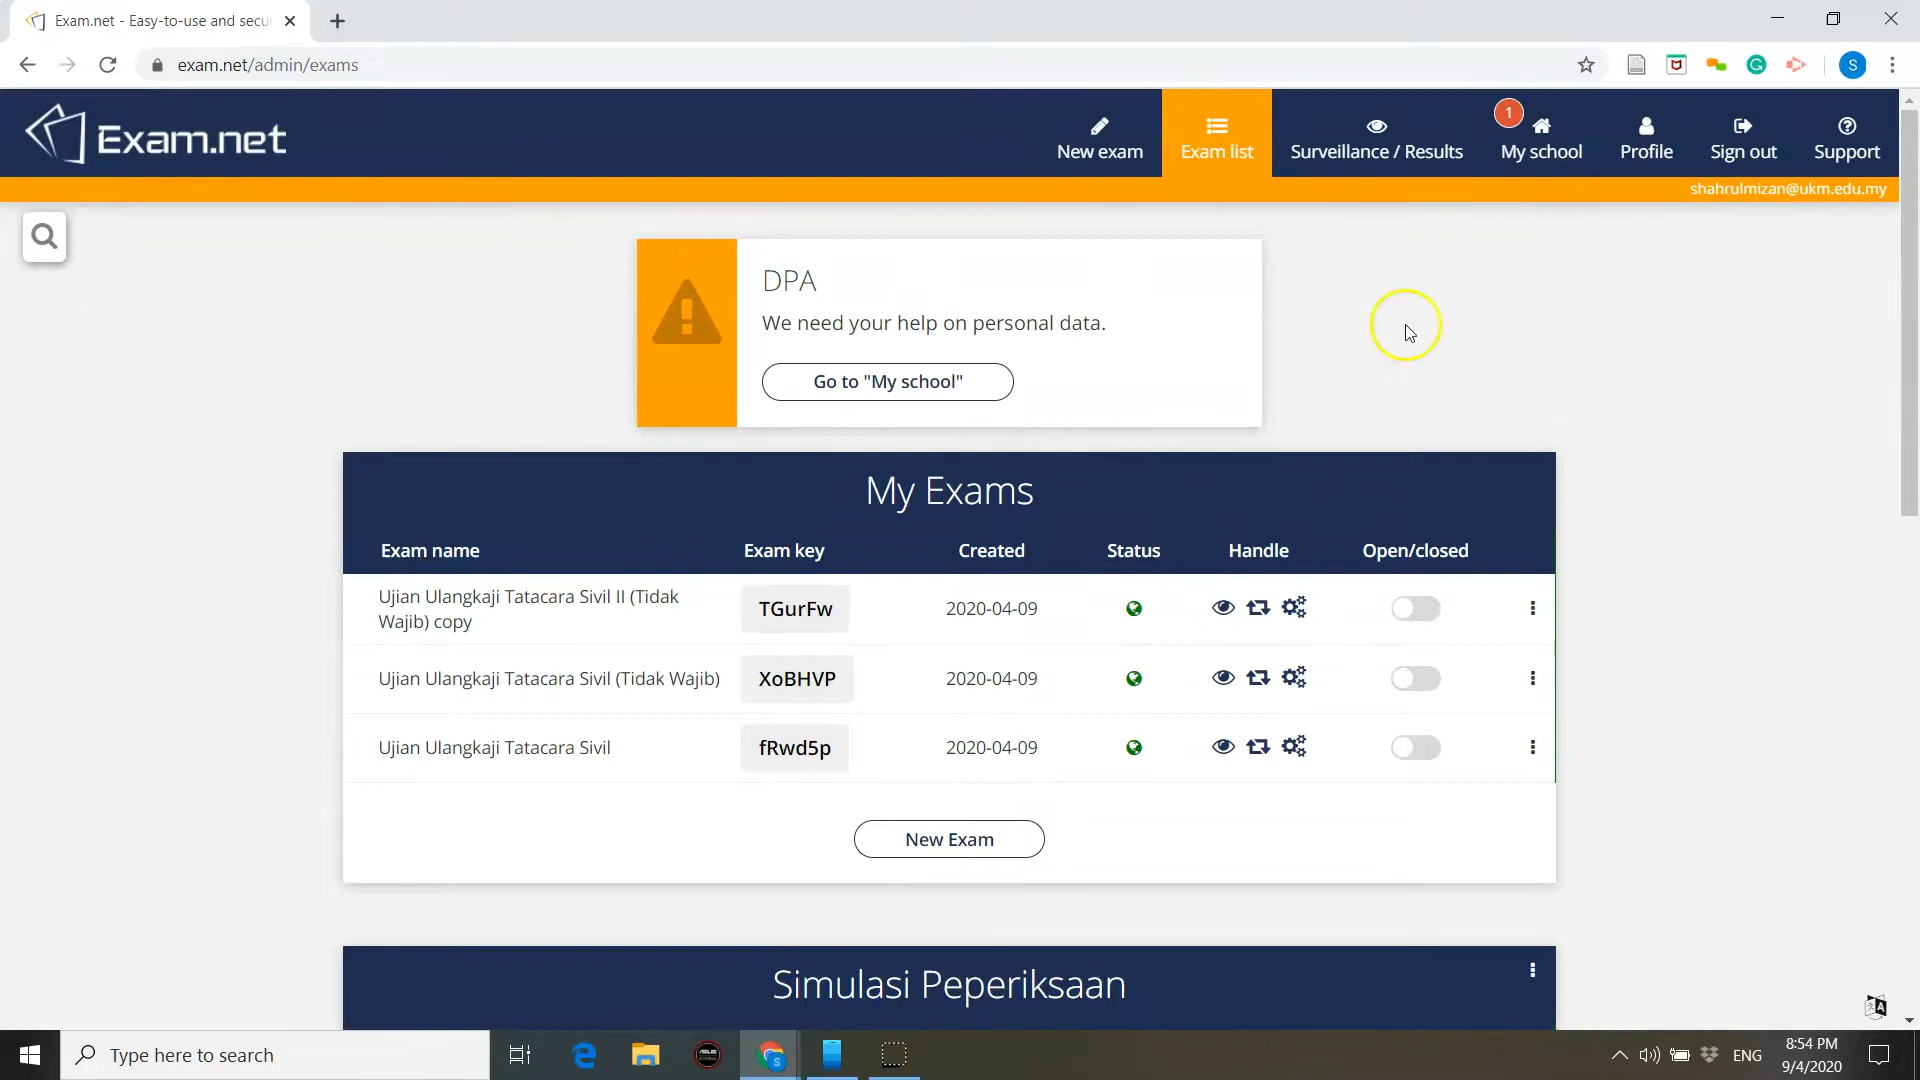 Exam.net - Easy-to-use and secu
exam.net/admin/exams
S
Exam.net
New exam
Exam list
Surveillance / Results
1
My school
Profile
Sign out
Support
shahrulmizan@ukm.edu.my
DPA
We need your help on personal data.
Go to "My school"
My Exams
Exam name Exam key Created Status Handle Open/closed
Ujian Ulangkaji Tatacara Sivil II (Tidak
Wajib) copy
TGurFw 2020-04-09
Ujian Ulangkaji Tatacara Sivil (Tidak Wajib) XoBHVP 2020-04-09
Ujian Ulangkaji Tatacara Sivil fRwd5p 2020-04-09
New Exam
Simulasi Peperiksaan
Type here to search
ENG
8:54 PM
9/4/2020